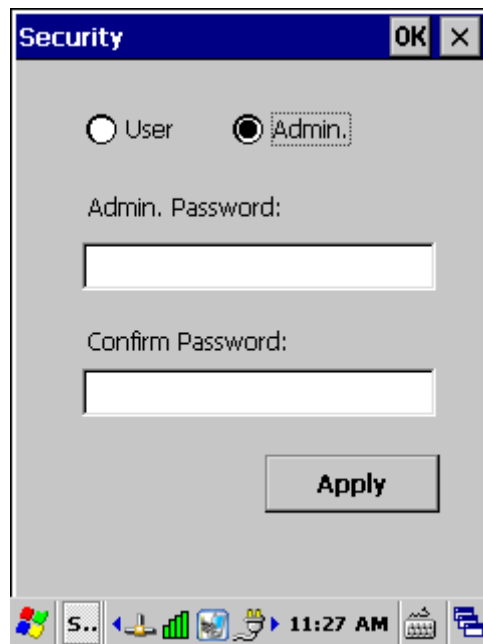 Security OK ×
User Admin.
Admin. Password:
Confirm Password:
Apply
S.. 11:27 AM